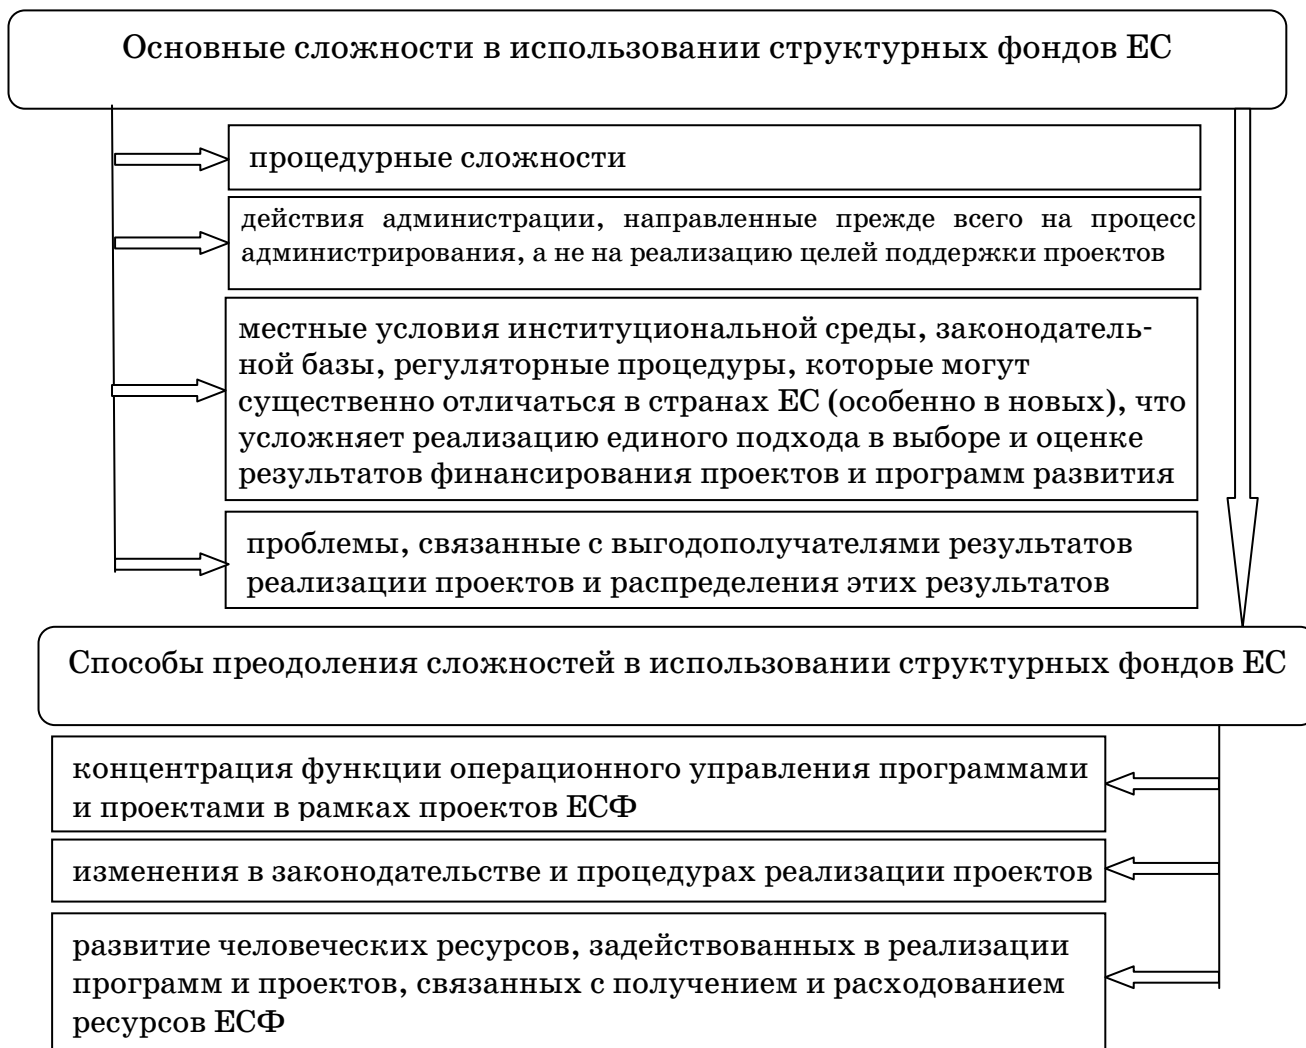 Основные сложности в использовании структурных фондов ЕС
процедурные сложности
действия администрации, направленные прежде всего на процесс
администрирования, а не на реализацию целей поддержки проектов
местные условия институциональной среды, законодатель-
ной базы, регуляторные процедуры, которые могут
существенно отличаться в странах ЕС (особенно в новых), что
усложняет реализацию единого подхода в выборе и оценке
результатов финансирования проектов и программ развития
проблемы, связанные с выгодополучателями результатов
реализации проектов и распределения этих результатов
Способы преодоления сложностей в использовании структурных фондов ЕС
концентрация функции операционного управления программами
и проектами в рамках проектов ЕСФ
изменения в законодательстве и процедурах реализации проектов
развитие человеческих ресурсов, задействованных в реализации
программ и проектов, связанных с получением и расходованием
ресурсов ЕСФ